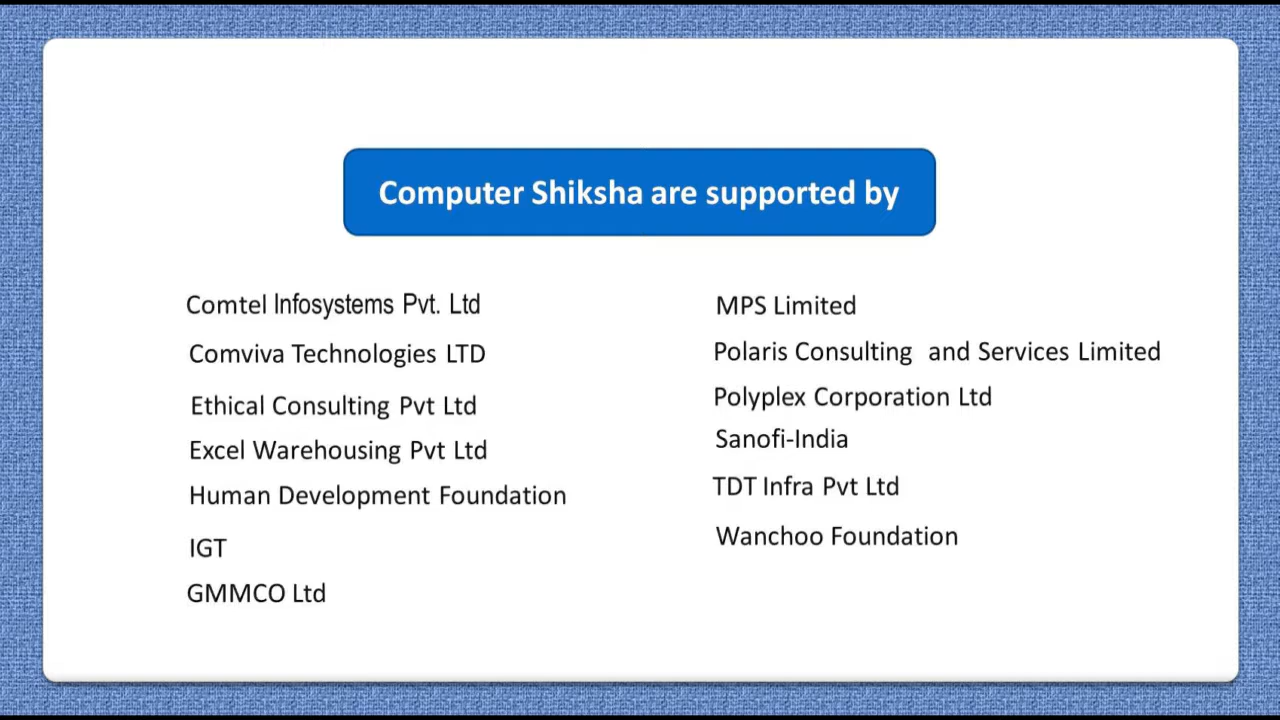 Computer Shiksha are supported by
Comtel Infosystems Pvt. Ltd
Comviva Technologies LTD
Ethical Consulting Pvt Ltd
Excel Warehousing Pvt Ltd
Human Development Foundation
IGT
GMMCO Ltd
MPS Limited
Polaris Consulting and Services Limited
Polyplex Corporation Ltd
Sanofi-India
TDT Infra Pvt Ltd
Wanchoo Foundation